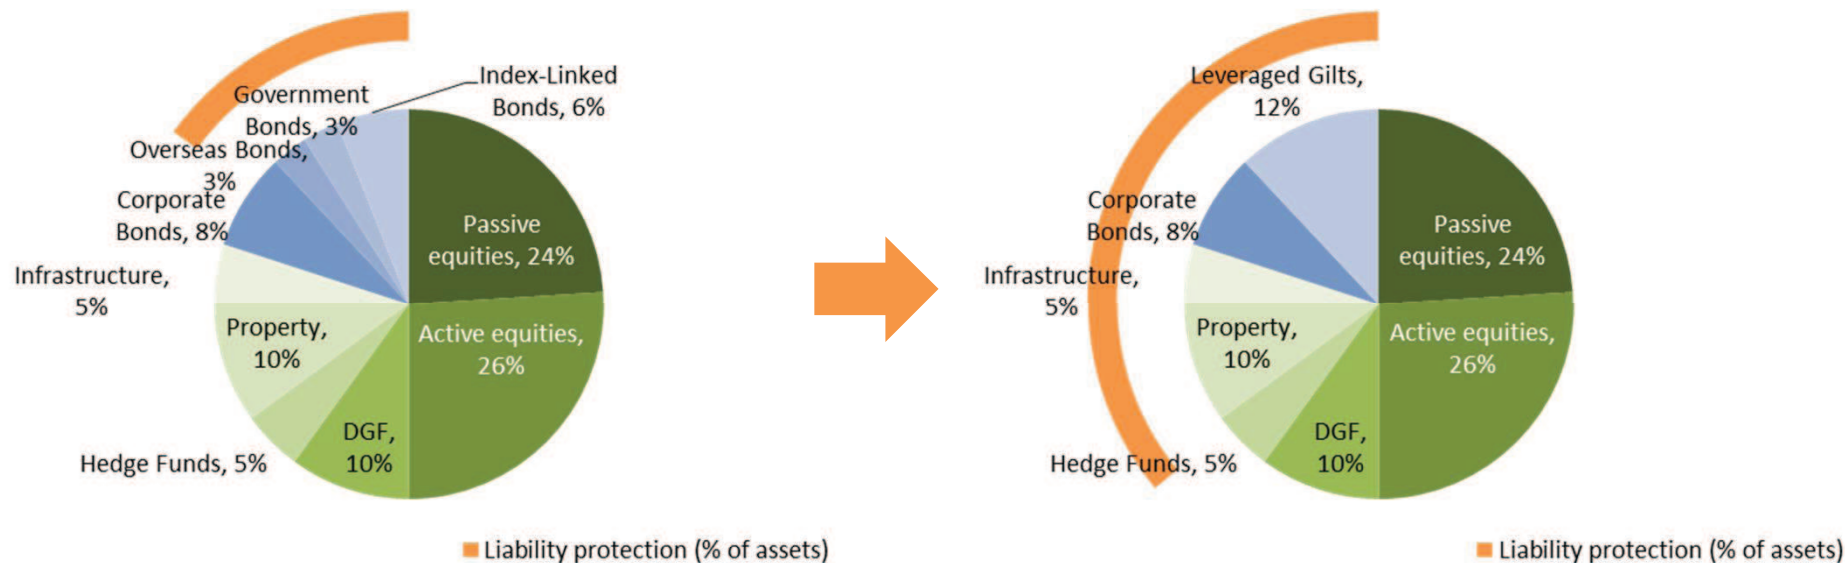 Index-Linked
Bonds, 6%
Government
Bonds, 3%
Overseas Bonds,
3%
Corporate
Bonds, 8%
Infrastructure,
5%
Property,
10%
Hedge Funds, 5%
DGF,
10%
Passive
equities, 24%
Active equities,
26%
Liability protection (% of assets)
Leveraged Gilts,
12%
Corporate
Bonds, 8%
Infrastructure,
5%
Property,
10%
Hedge Funds, 5%
DGF,
10%
Passive
equities, 24%
Active equities,
26%
Liability protection (% of assets)